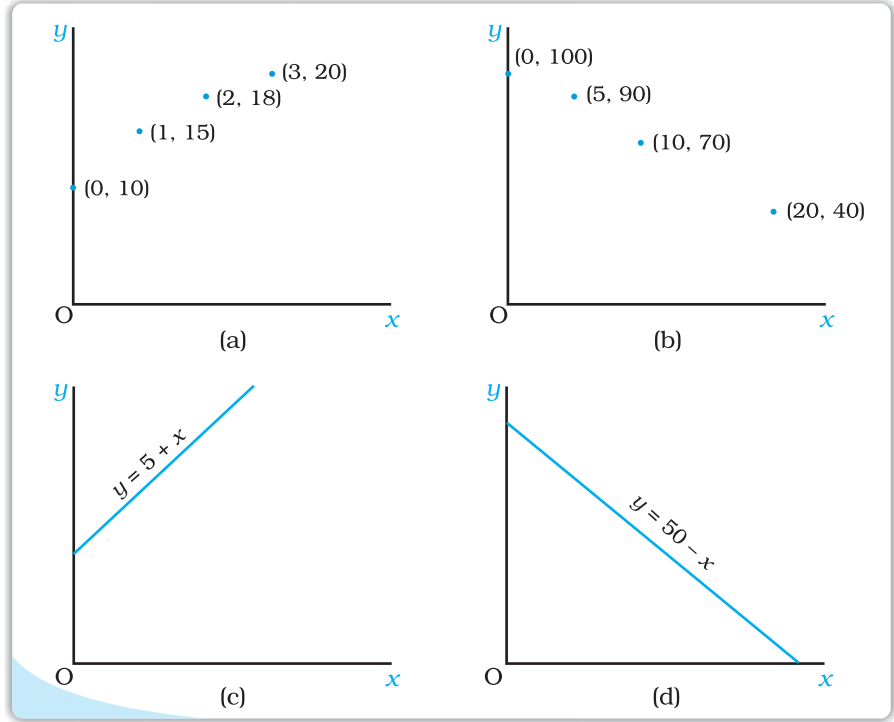 y
(3, 20)
(2, 18)
(1, 15)
(0, 10)
O
x
(a)
y
(0, 100)
(5, 90)
(10, 70)
(20, 40)
O
x
(b)
y
y = 5 + x
O
x
(c)
y
y = 50 – x
O
x
(d)